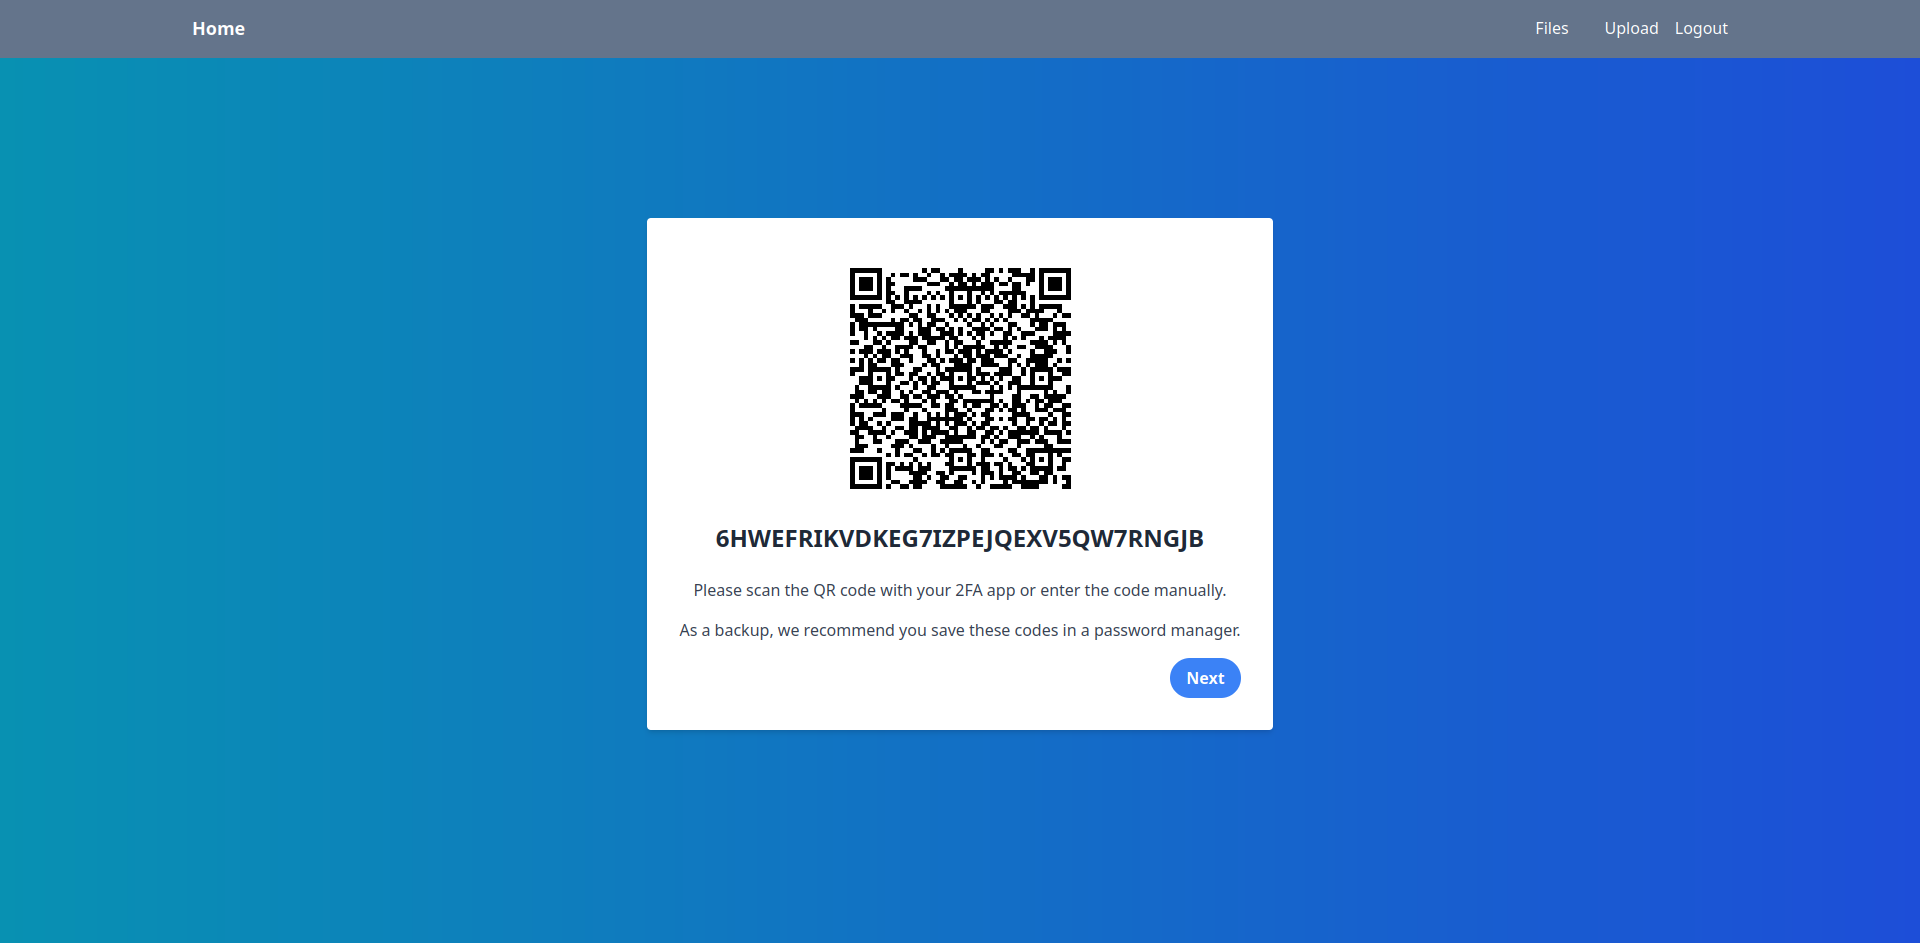 Home Files Upload Logout
6HWEFRIKVDKEG7IZPEJQEXV5QW7RNGJB
Please scan the QR code with your 2FA app or enter the code manually.
As a backup, we recommend you save these codes in a password manager.
Next